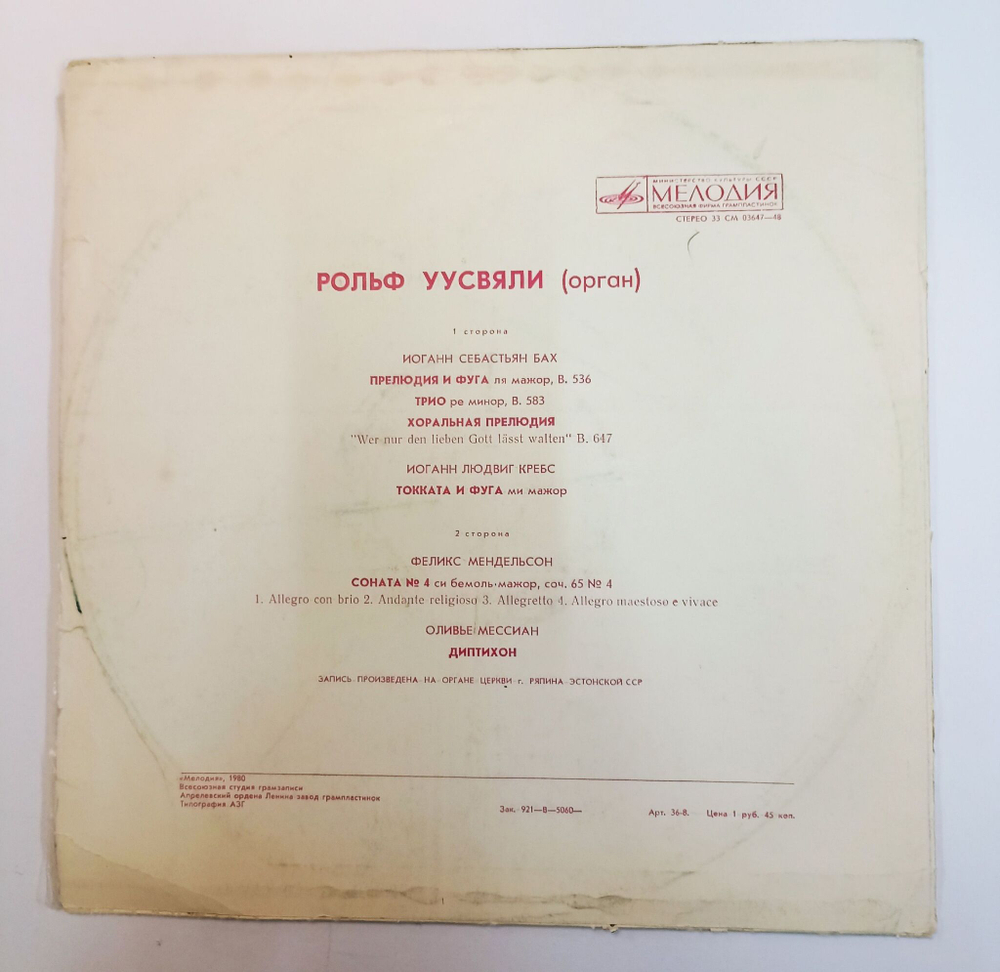 МИНИСТЕРСТВО КУЛЬТУРЫ СССР
МЕЛОДИЯ
ВСЕСОЮЗНАЯ ФИРМА ГРАМПЛАСТИНОК
СТЕРЕО 33 СМ 03647—48
РОЛЬФ УУСВЯЛИ (орган)
1 сторона
ИОГАНН СЕБАСТЬЯН БАХ
ПРЕЛЮДИЯ И ФУГА ля мажор, В. 536
ТРИО ре минор, В. 583
ХОРАЛЬНАЯ ПРЕЛЮДИЯ
"Wer nur den lieben Gott lässt walten" B. 647
ИОГАНН ЛЮДВИГ КРЕБС
ТОККАТА И ФУГА ми мажор
2 сторона
ФЕЛИКС МЕНДЕЛЬСОН
СОНАТА № 4 си бемоль-мажор, соч. 65 № 4
1. Allegro con brio 2. Andante religioso 3. Allegretto 4. Allegro maestoso e vivace
ОЛИВЬЕ МЕССИАН
ДИПТИХОН
ЗАПИСЬ ПРОИЗВЕДЕНА НА ОРГАНЕ ЦЕРКВИ г. РЯПИНА ЭСТОНСКОЙ ССР
«Мелодия», 1980
Всесоюзная студия грамзаписи
Апрелевский ордена Ленина завод грампластинок
Типография АЗГ
Зак. 921—В—5060—
Арт. 36-8. Цена 1 руб. 45 коп.